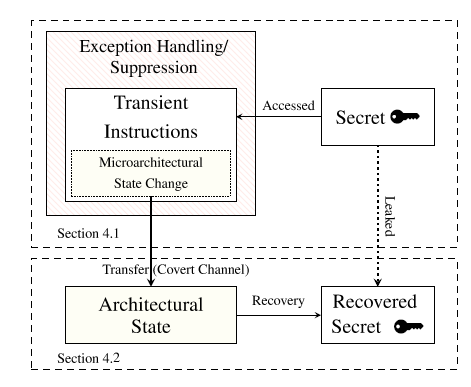 Exception Handling/
Suppression
Transient
Instructions
Microarchitectural
State Change
Accessed
Secret
Leaked
Section 4.1
Transfer (Covert Channel)
Architectural
State
Recovery
Recovered
Secret
Section 4.2